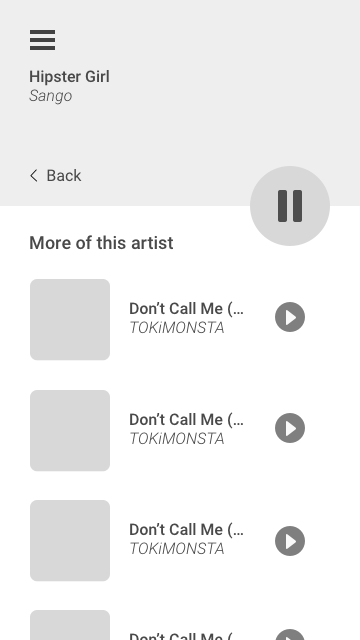 Hipster Girl
Sango
Back
More of this artist
Don’t Call Me (...
TOKiMONSTA
Don’t Call Me (...
TOKiMONSTA
Don’t Call Me (...
TOKiMONSTA
Don’t Call Me (...